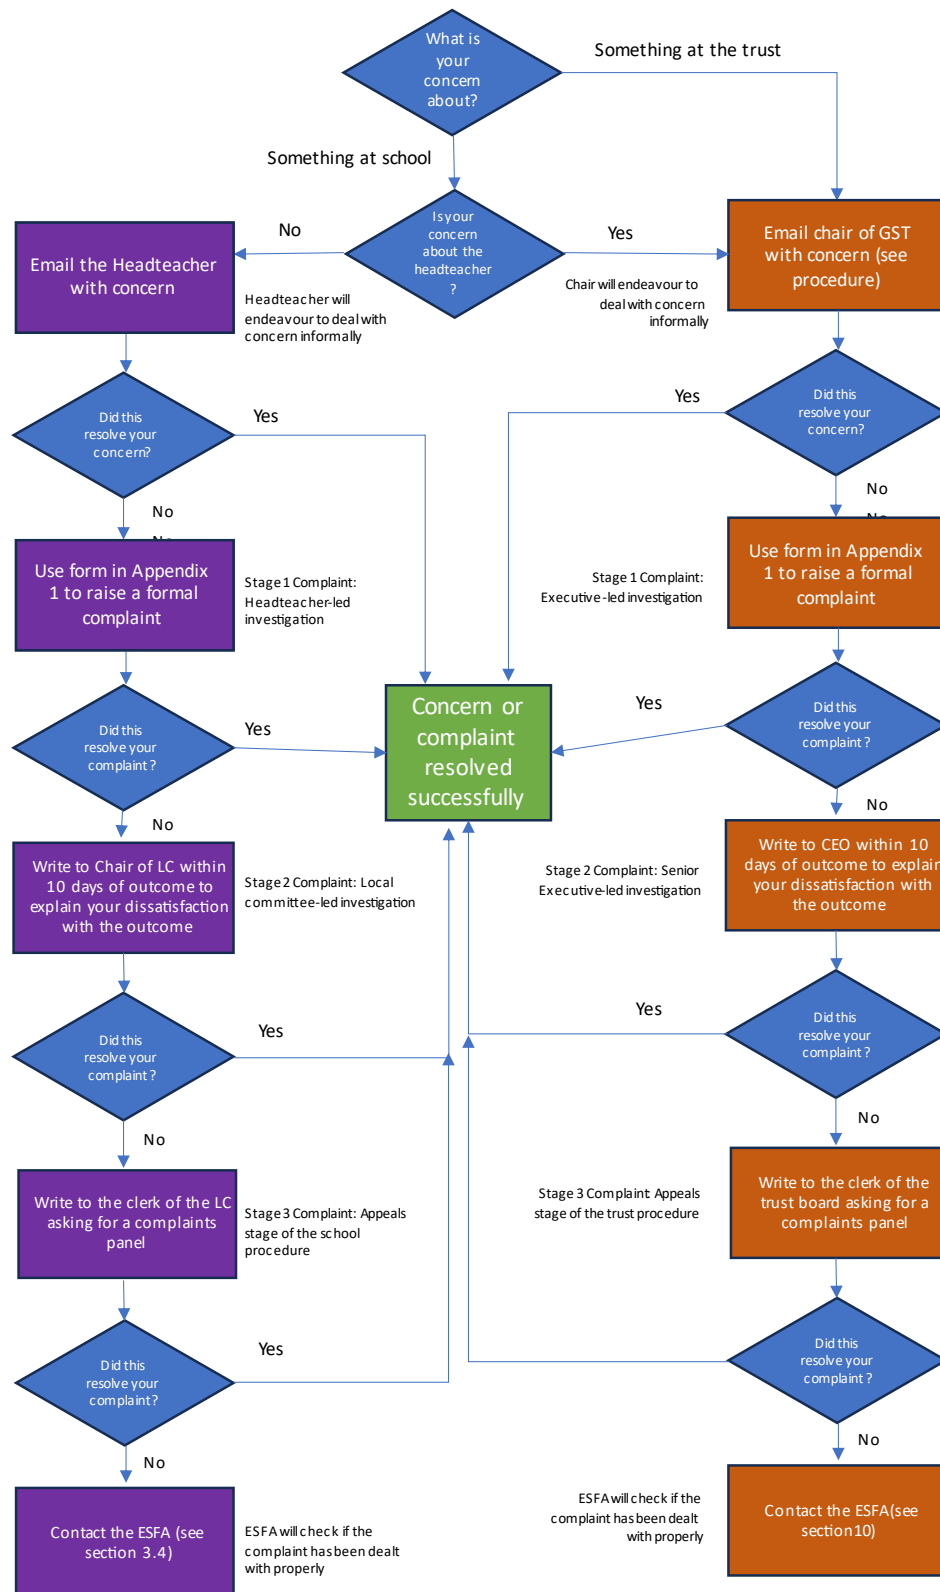 What is
your
concern
about?
Something at the trust
Something at school
Is your
concern
about the
headteacher
?
No
Yes
Email the Headteacher
with concern
Email chair of GST
with concern (see
procedure)
Headteacher will
endeavour to deal with
concern informally
Chair will endeavour
to deal with concern
informally
Did this
resolve your
concern?
Yes
Yes
Did this
resolve your
concern?
No
No
No
No
Use form in Appendix
1 to raise a formal
complaint
Stage 1 Complaint:
Headteacher-led
investigation
Stage 1 Complaint:
Executive-led investigation
Use form in Appendix
1 to raise a formal
complaint
Did this
resolve your
complaint?
Yes
Concern or
complaint
resolved
successfully
Yes
Did this
resolve your
complaint?
No
No
Write to Chair of LC within
10 days of outcome to
explain your dissatisfaction
with the outcome
Stage 2 Complaint: Local
committee-led investigation
Stage 2 Complaint: Senior
Executive-led investigation
Write to CEO within 10
days of outcome to explain
your dissatisfaction with
the outcome
Did this
resolve your
complaint?
Yes
Yes
Did this
resolve your
complaint?
No
No
Write to the clerk of the LC
asking for a complaints
panel
Stage 3 Complaint: Appeals
stage of the school
procedure
Stage 3 Complaint: Appeals
stage of the trust procedure
Write to the clerk of the
trust board asking for a
complaints panel
Did this
resolve your
complaint?
Yes
Did this
resolve your
complaint?
No
No
Contact the ESFA (see
section 3.4)
ESFA will check if the
complaint has been dealt
with properly
ESFA will check if the
complaint has been dealt
with properly
Contact the ESFA(see
section10)